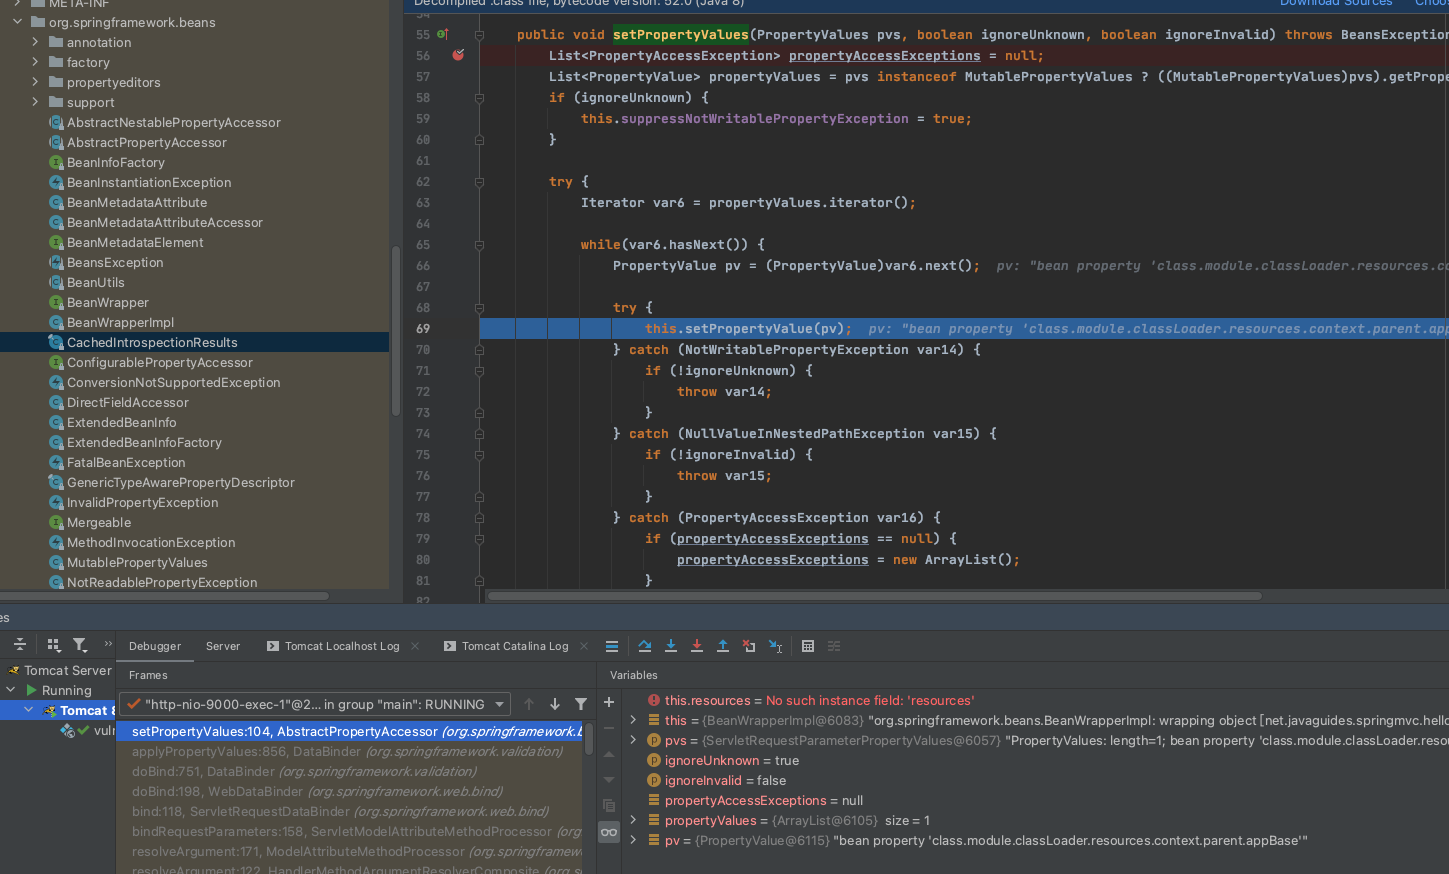 META-INF
org.springframework.beans
annotation
factory
propertyeditors
support
AbstractNestablePropertyAccessor
AbstractPropertyAccessor
BeanInfoFactory
BeanInstantiationException
BeanMetadataAttribute
BeanMetadataAttributeAccessor
BeanMetadataElement
BeansException
BeanUtils
BeanWrapper
BeanWrapperImpl
CachedIntrospectionResults
ConfigurablePropertyAccessor
ConversionNotSupportedException
DirectFieldAccessor
ExtendedBeanInfo
ExtendedBeanInfoFactory
FatalBeanException
GenericTypeAwarePropertyDescriptor
InvalidPropertyException
Mergeable
MethodInvocationException
MutablePropertyValues
NotReadablePropertyException
Decompiled .class file, bytecode version: 52.0 (Java 8) Download Sources Choos
54
55 public void setPropertyValues(PropertyValues pvs, boolean ignoreUnknown, boolean ignoreInvalid) throws BeansException
56 List<PropertyAccessException> propertyAccessExceptions = null;
57 List<PropertyValue> propertyValues = pvs instanceof MutablePropertyValues ? ((MutablePropertyValues)pvs).getPrope
58 if (ignoreUnknown) {
59 this.suppressNotWritablePropertyException = true;
60 }
61
62 try {
63 Iterator var6 = propertyValues.iterator();
64
65 while(var6.hasNext()) {
66 PropertyValue pv = (PropertyValue)var6.next(); pv: "bean property 'class.module.classLoader.resources.co
67
68 try {
69 this.setPropertyValue(pv); pv: "bean property 'class.module.classLoader.resources.context.parent.app
70 } catch (NotWritablePropertyException var14) {
71 if (!ignoreUnknown) {
72 throw var14;
73 }
74 } catch (NullValueInNestedPathException var15) {
75 if (!ignoreInvalid) {
76 throw var15;
77 }
78 } catch (PropertyAccessException var16) {
79 if (propertyAccessExceptions == null) {
80 propertyAccessExceptions = new ArrayList();
81 }
82
es
Debugger Server Tomcat Localhost Log Tomcat Catalina Log
Tomcat Server
Running
Tomcat 8
vuln
Frames
"http-nio-9000-exec-1"@2... in group "main": RUNNING
setPropertyValues:104, AbstractPropertyAccessor (org.springframework.b
applyPropertyValues:856, DataBinder (org.springframework.validation)
doBind:751, DataBinder (org.springframework.validation)
doBind:198, WebDataBinder (org.springframework.web.bind)
bind:118, ServletRequestDataBinder (org.springframework.web.bind)
bindRequestParameters:158, ServletModelAttributeMethodProcessor (org.
resolveArgument:171, ModelAttributeMethodProcessor (org.springframew
resolveArgument:122, HandlerMethodArgumentResolverComposite (org.s
Variables
this.resources = No such instance field: 'resources'
this = {BeanWrapperImpl@6083} "org.springframework.beans.BeanWrapperImpl: wrapping object [net.javaguides.springmvc.hello
pvs = {ServletRequestParameterPropertyValues@6057} "PropertyValues: length=1; bean property 'class.module.classLoader.resou
ignoreUnknown = true
ignoreInvalid = false
propertyAccessExceptions = null
propertyValues = {ArrayList@6105} size = 1
pv = {PropertyValue@6115} "bean property 'class.module.classLoader.resources.context.parent.appBase'"